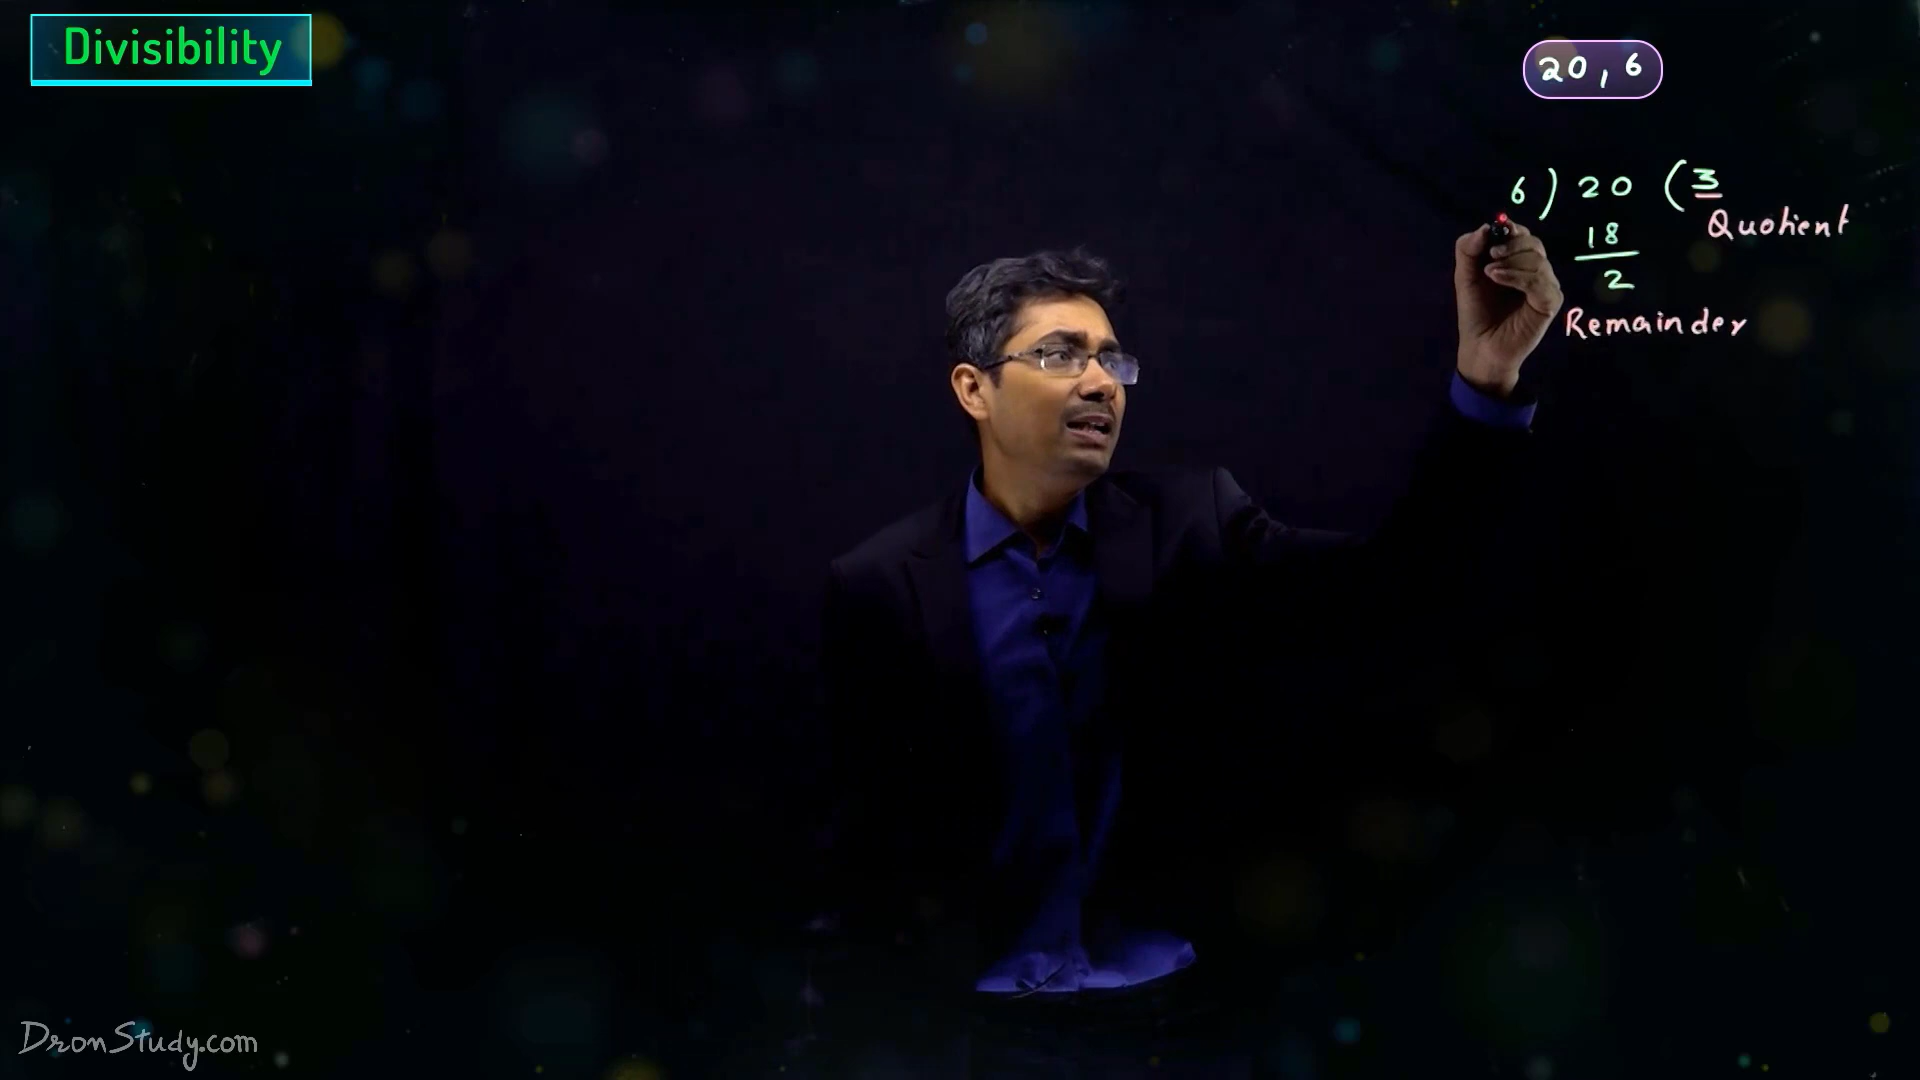 Divisibility
20, 6
6 ) 20 ( 3
Quotient
18
2
Remainder
DronStudy.com